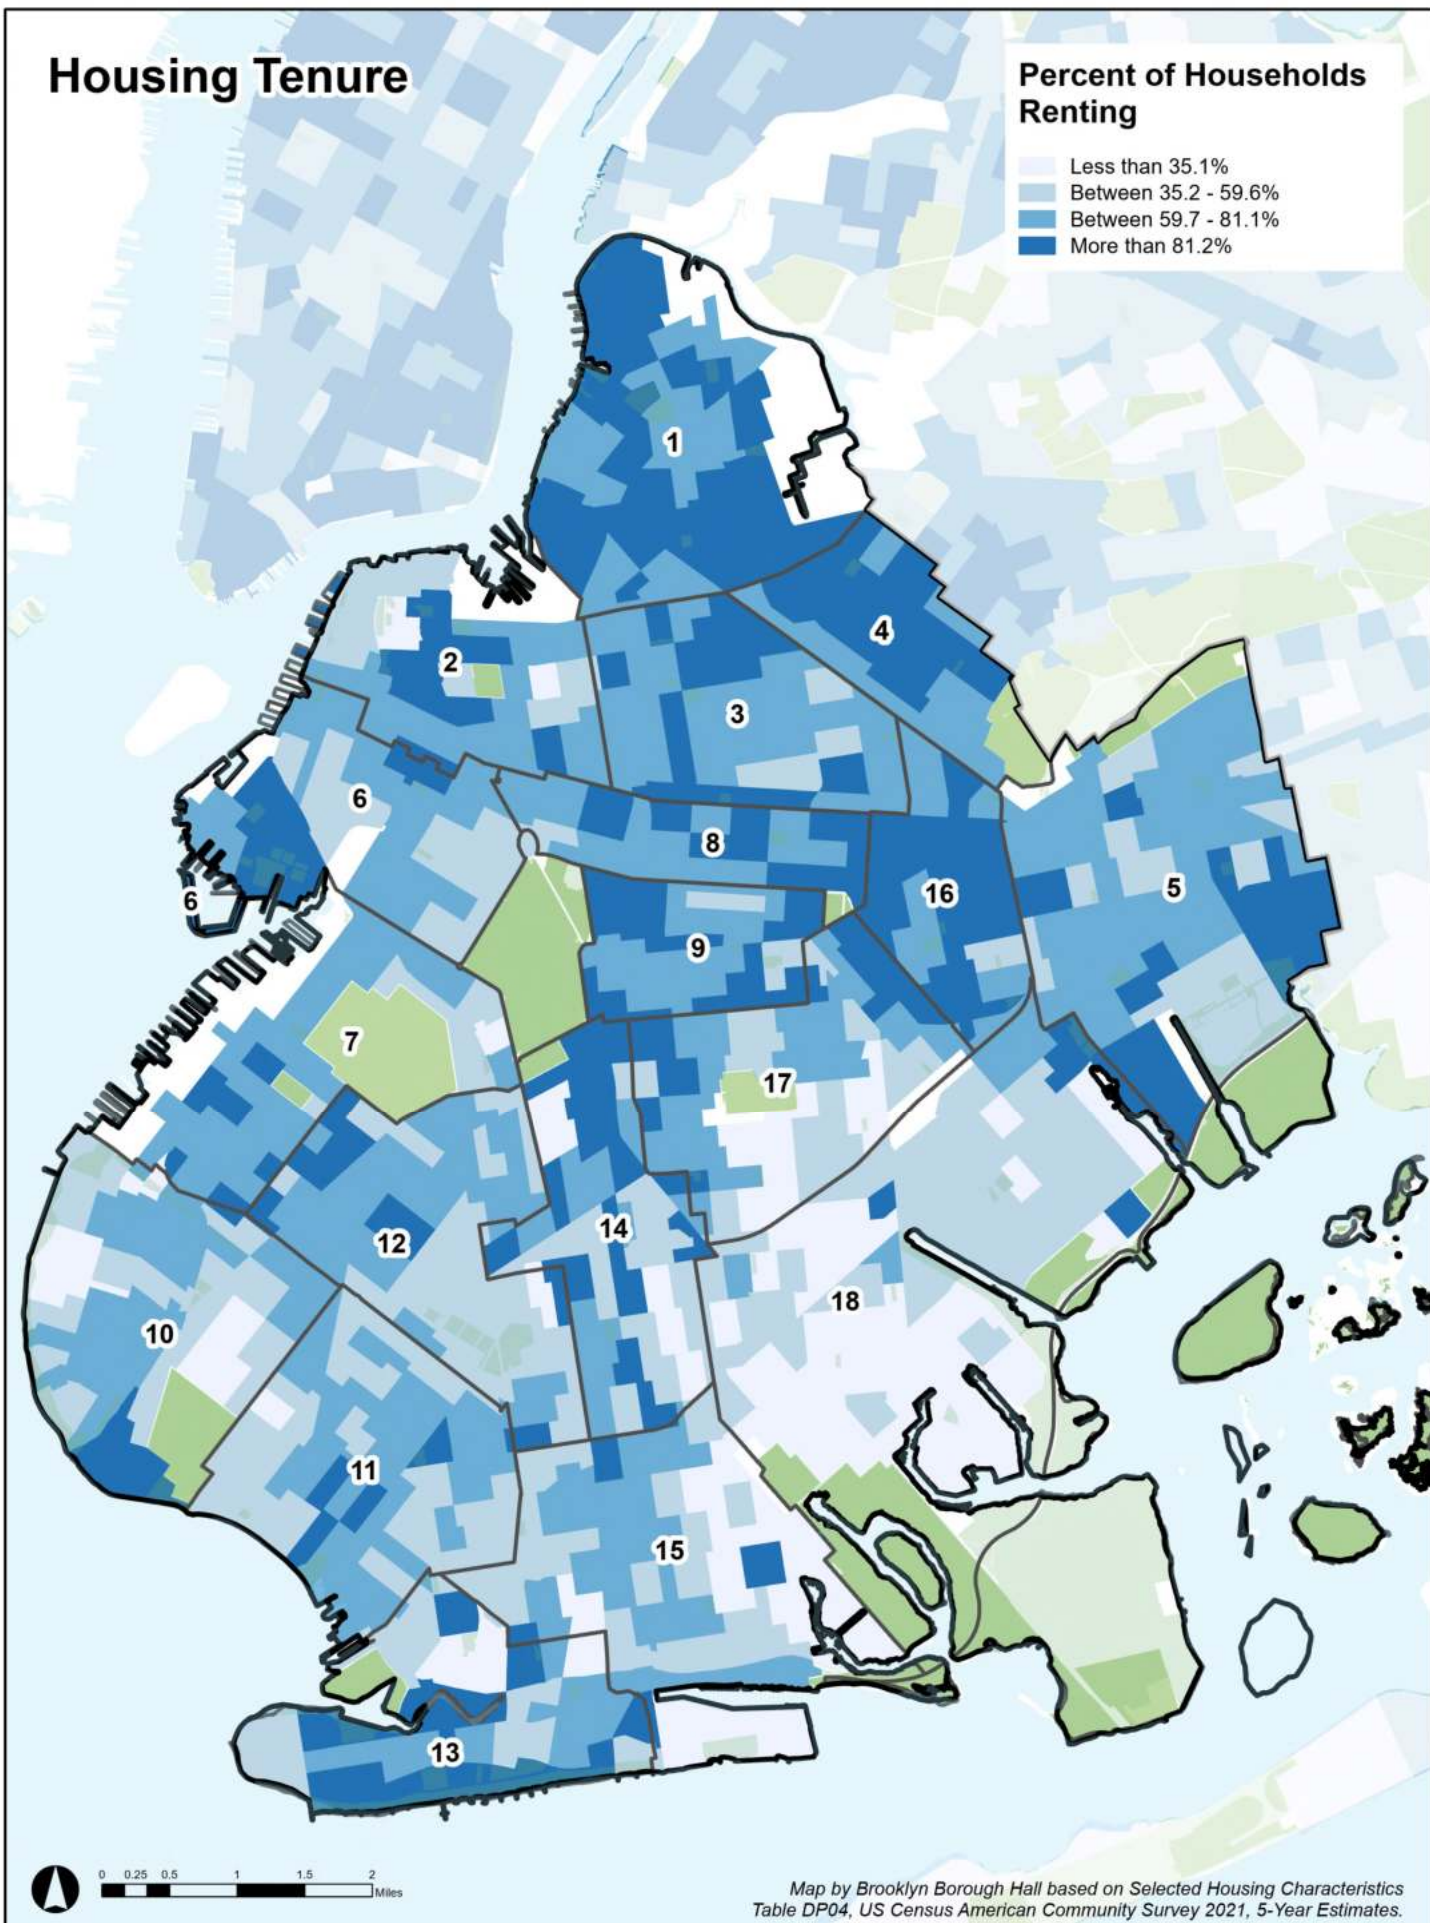 Housing Tenure
Percent of Households
Renting
Less than 35.1%
Between 35.2 - 59.6%
Between 59.7 - 81.1%
More than 81.2%
1
4
2
3
6
8
5
16
6
9
7
17
14
12
18
10
11
15
13
0 0.25 0.5 1 1.5 2
Miles
Map by Brooklyn Borough Hall based on Selected Housing Characteristics
Table DP04, US Census American Community Survey 2021, 5-Year Estimates.